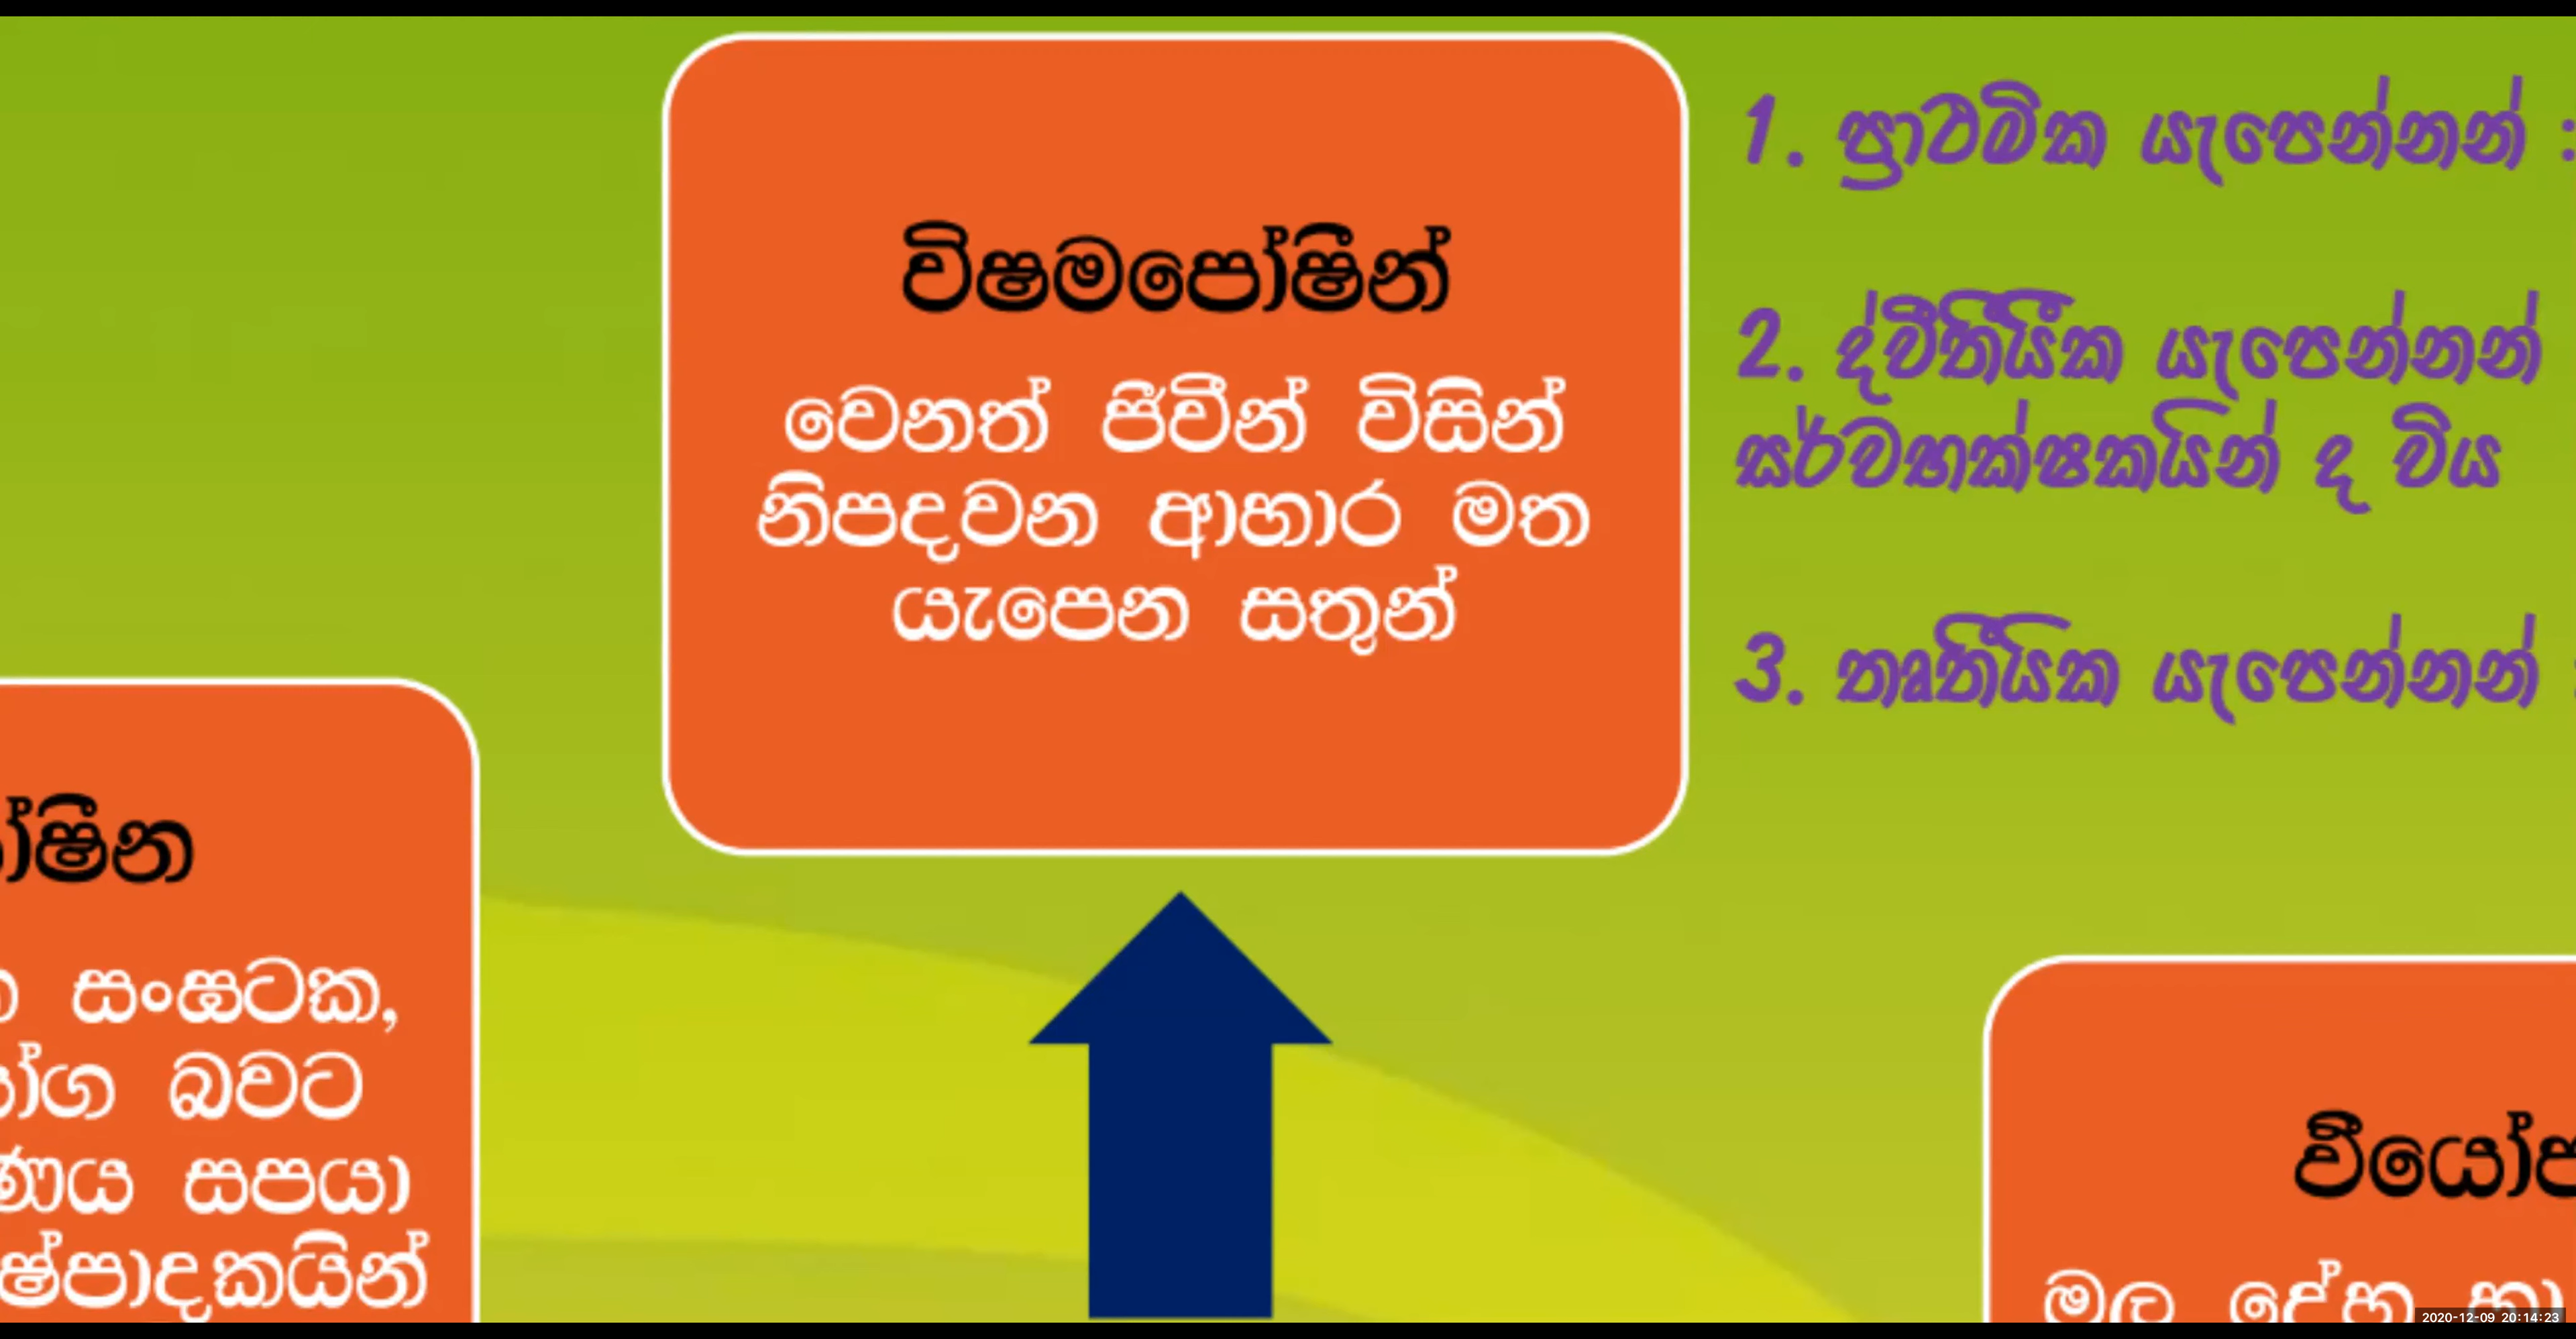 විෂමපෝෂීන්
වෙනත් ජීවීන් විසින්
නිපදවන ආහාර මත
යැපෙන සතුන්
1. ප්‍රාථමික යැපෙන්නන් :
2. ද්වීතියීක යැපෙන්නන්
සර්වභක්ෂකයින් ද විය
3. තෘතීයික යැපෙන්නන්
සංඝටක,
බවට
සපයා
මල දේහ
2020-12-09 20:14:23